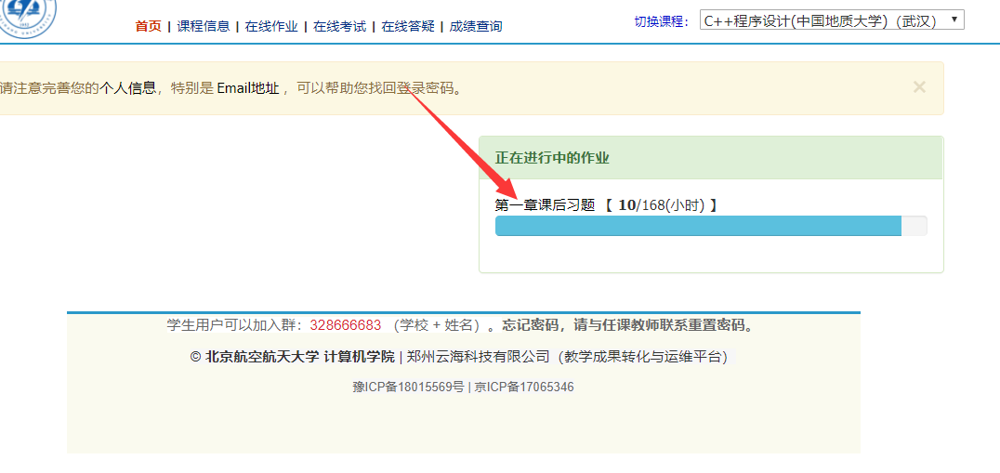 首页 | 课程信息 | 在线作业 | 在线考试 | 在线答疑 | 成绩查询
切换课程: C++程序设计(中国地质大学)（武汉）
请注意完善您的个人信息，特别是 Email地址 ，可以帮助您找回登录密码。 ×
正在进行中的作业
第一章课后习题 【 10/168(小时) 】
学生用户可以加入群：328666683 （学校 + 姓名）。忘记密码，请与任课教师联系重置密码。
© 北京航空航天大学 计算机学院 | 郑州云海科技有限公司（教学成果转化与运维平台）
豫ICP备18015569号 | 京ICP备17065346